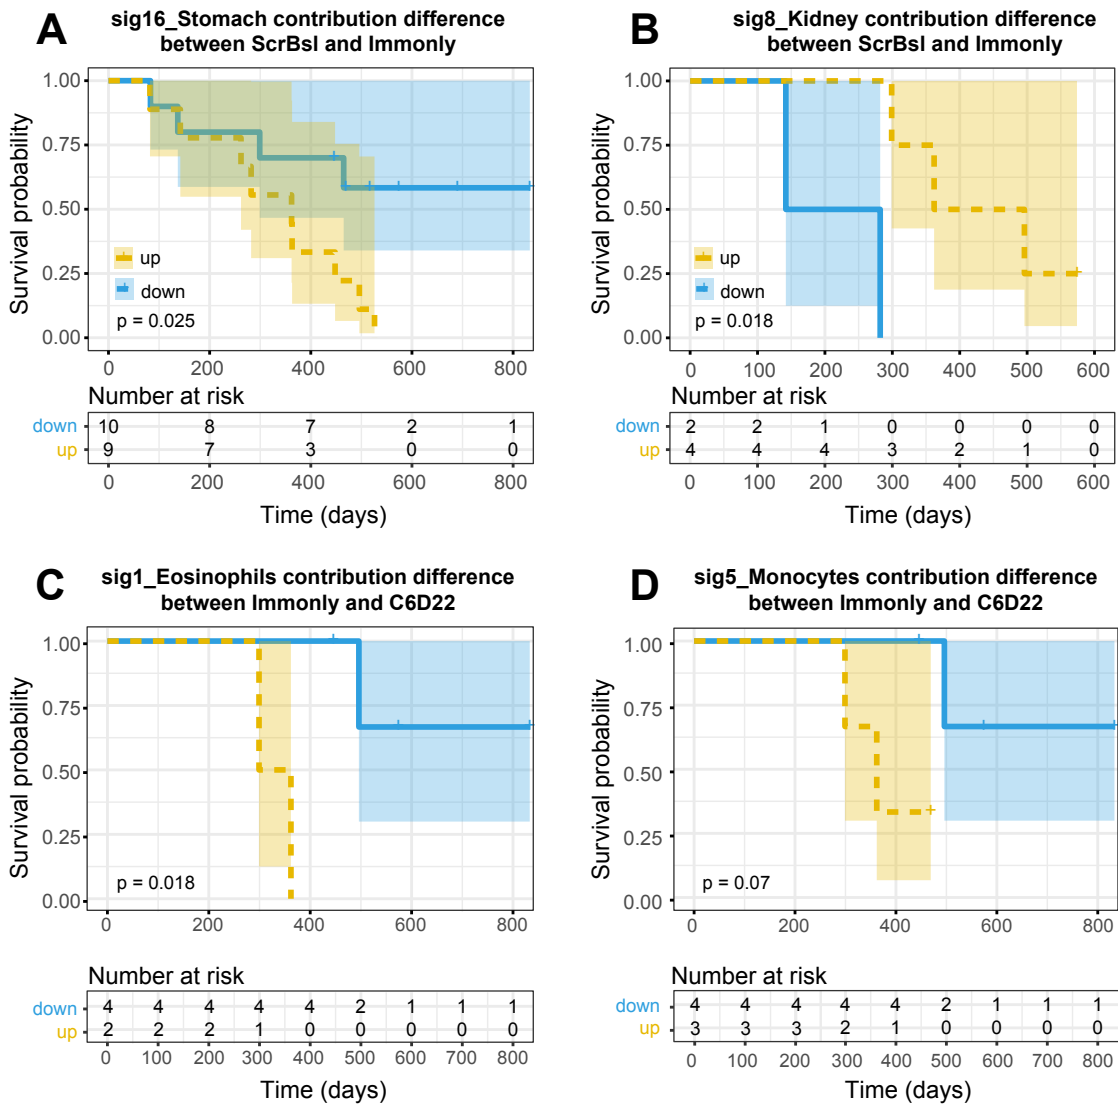 A
sig16_Stomach contribution difference
between ScrBsl and Immonly
Survival probability
1.00
0.75
0.50
0.25
0.00
up
down
p = 0.025
0 200 400 600 800
Number at risk
down 10 8 7 2 1
up 9 7 3 0 0
0 200 400 600 800
Time (days)
B
sig8_Kidney contribution difference
between ScrBsl and Immonly
Survival probability
1.00
0.75
0.50
0.25
0.00
up
down
p = 0.018
0 100 200 300 400 500 600
Number at risk
down 2 2 1 0 0 0 0
up 4 4 4 3 2 1 0
0 100 200 300 400 500 600
Time (days)
C
sig1_Eosinophils contribution difference
between Immonly and C6D22
Survival probability
1.00
0.75
0.50
0.25
0.00
p = 0.018
0 200 400 600 800
Number at risk
down 4 4 4 4 4 2 1 1 1
up 2 2 2 1 0 0 0 0 0
0 100 200 300 400 500 600 700 800
Time (days)
D
sig5_Monocytes contribution difference
between Immonly and C6D22
Survival probability
1.00
0.75
0.50
0.25
0.00
p = 0.07
0 200 400 600 800
Number at risk
down 4 4 4 4 4 2 1 1 1
up 3 3 3 2 1 0 0 0 0
0 100 200 300 400 500 600 700 800
Time (days)